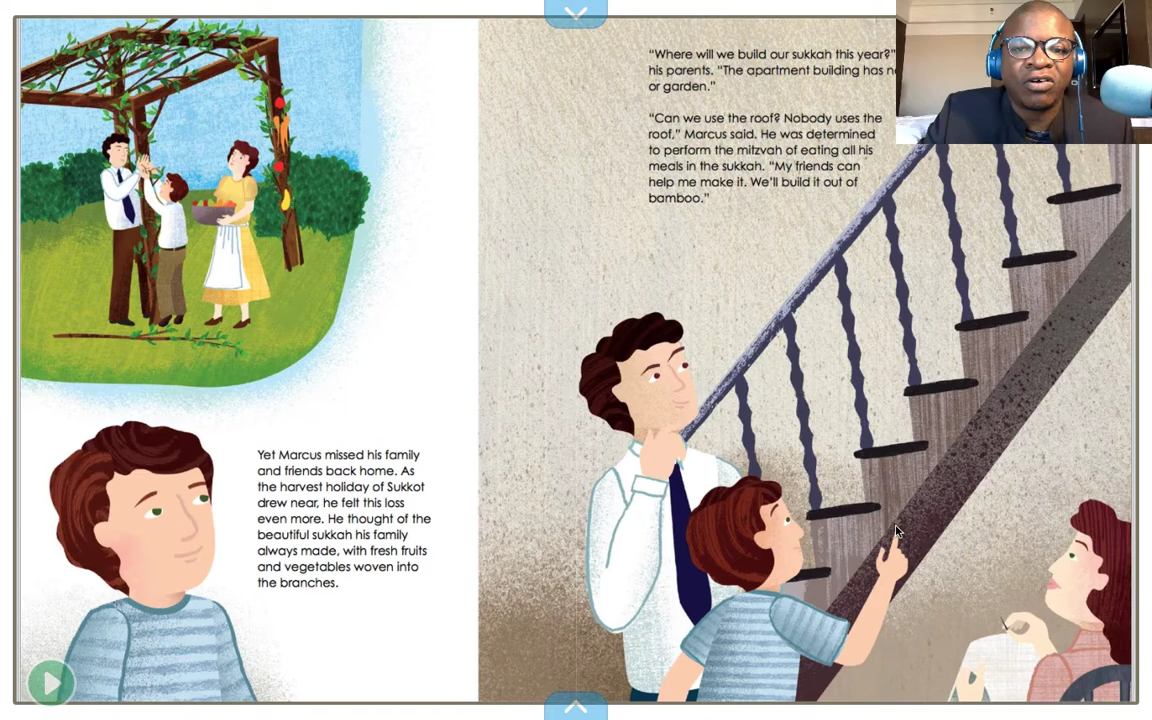 Yet Marcus missed his family
and friends back home. As
the harvest holiday of Sukkot
drew near, he felt this loss
even more. He thought of the
beautiful sukkah his family
always made, with fresh fruits
and vegetables woven into
the branches.
“Where will we build our sukkah this year?”
his parents. “The apartment building has
or garden.”
“Can we use the roof? Nobody uses the
roof,” Marcus said. He was determined
to perform the mitzvah of eating all his
meals in the sukkah. “My friends can
help me make it. We’ll build it out of
bamboo.”